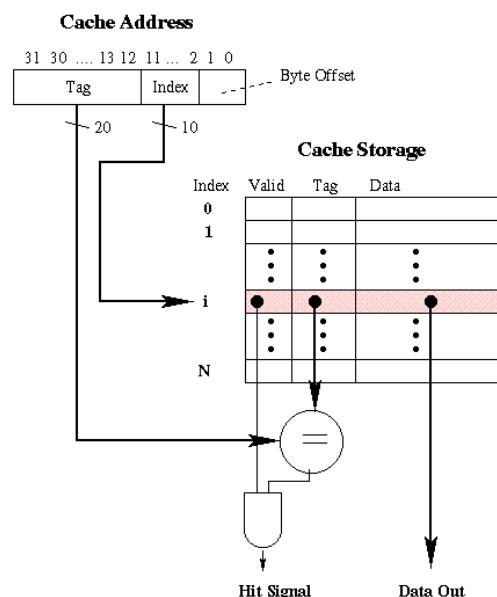 Cache Address
31 30 .... 13 12 11 ... 2 1 0
Tag Index
Byte Offset
20 10
Cache Storage
Index Valid Tag Data
0
1
i
N
==
Hit Signal Data Out